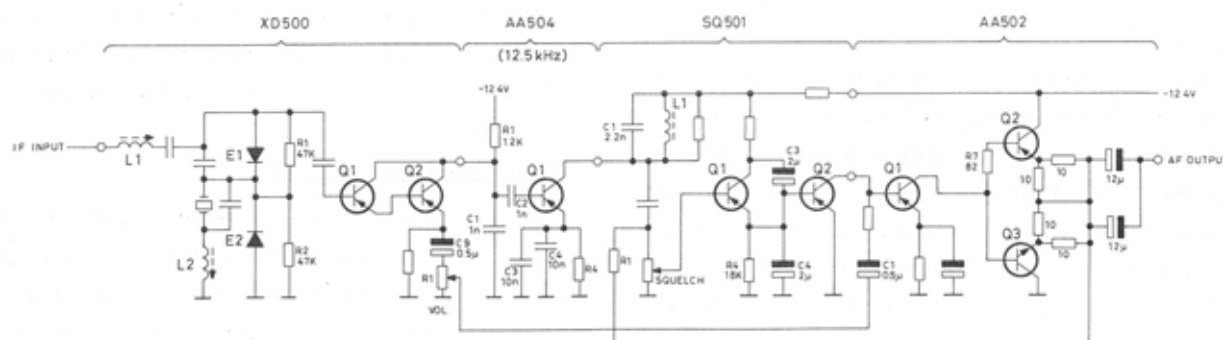 XD500
AA504
(12.5 kHz)
SQ501
AA502
-12 4V
-12 4V
IF INPUT
L1
E1
R1
47K
E2
R2
47K
L2
Q1
Q2
C9
0.5µ
R1
VOL.
R1
1.2K
C1
1n
C2
1n
Q1
C3
10n
C4
10n
R4
C1
2.2n
L1
R1
SQUELCH
Q1
R4
18K
C3
2µ
C4
2µ
Q2
C1
0.5µ
Q1
R7
82
Q2
10
10
10
10
Q3
12µ
12µ
AF OUTPU